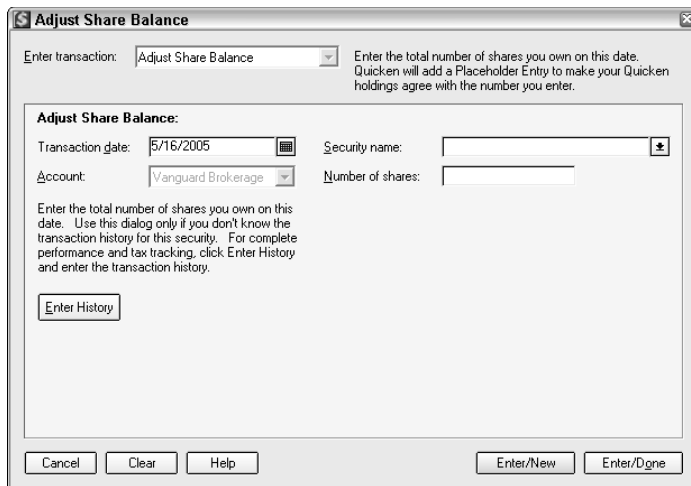 Adjust Share Balance
Enter transaction: Adjust Share Balance
Enter the total number of shares you own on this date.
Quicken will add a Placeholder Entry to make your Quicken
holdings agree with the number you enter.
Adjust Share Balance:
Transaction date: 5/16/2005
Security name:
Account: Vanguard Brokerage
Number of shares:
Enter the total number of shares you own on this
date. Use this dialog only if you don't know the
transaction history for this security. For complete
performance and tax tracking, click Enter History
and enter the transaction history.
Enter History
Cancel Clear Help Enter/New Enter/Done